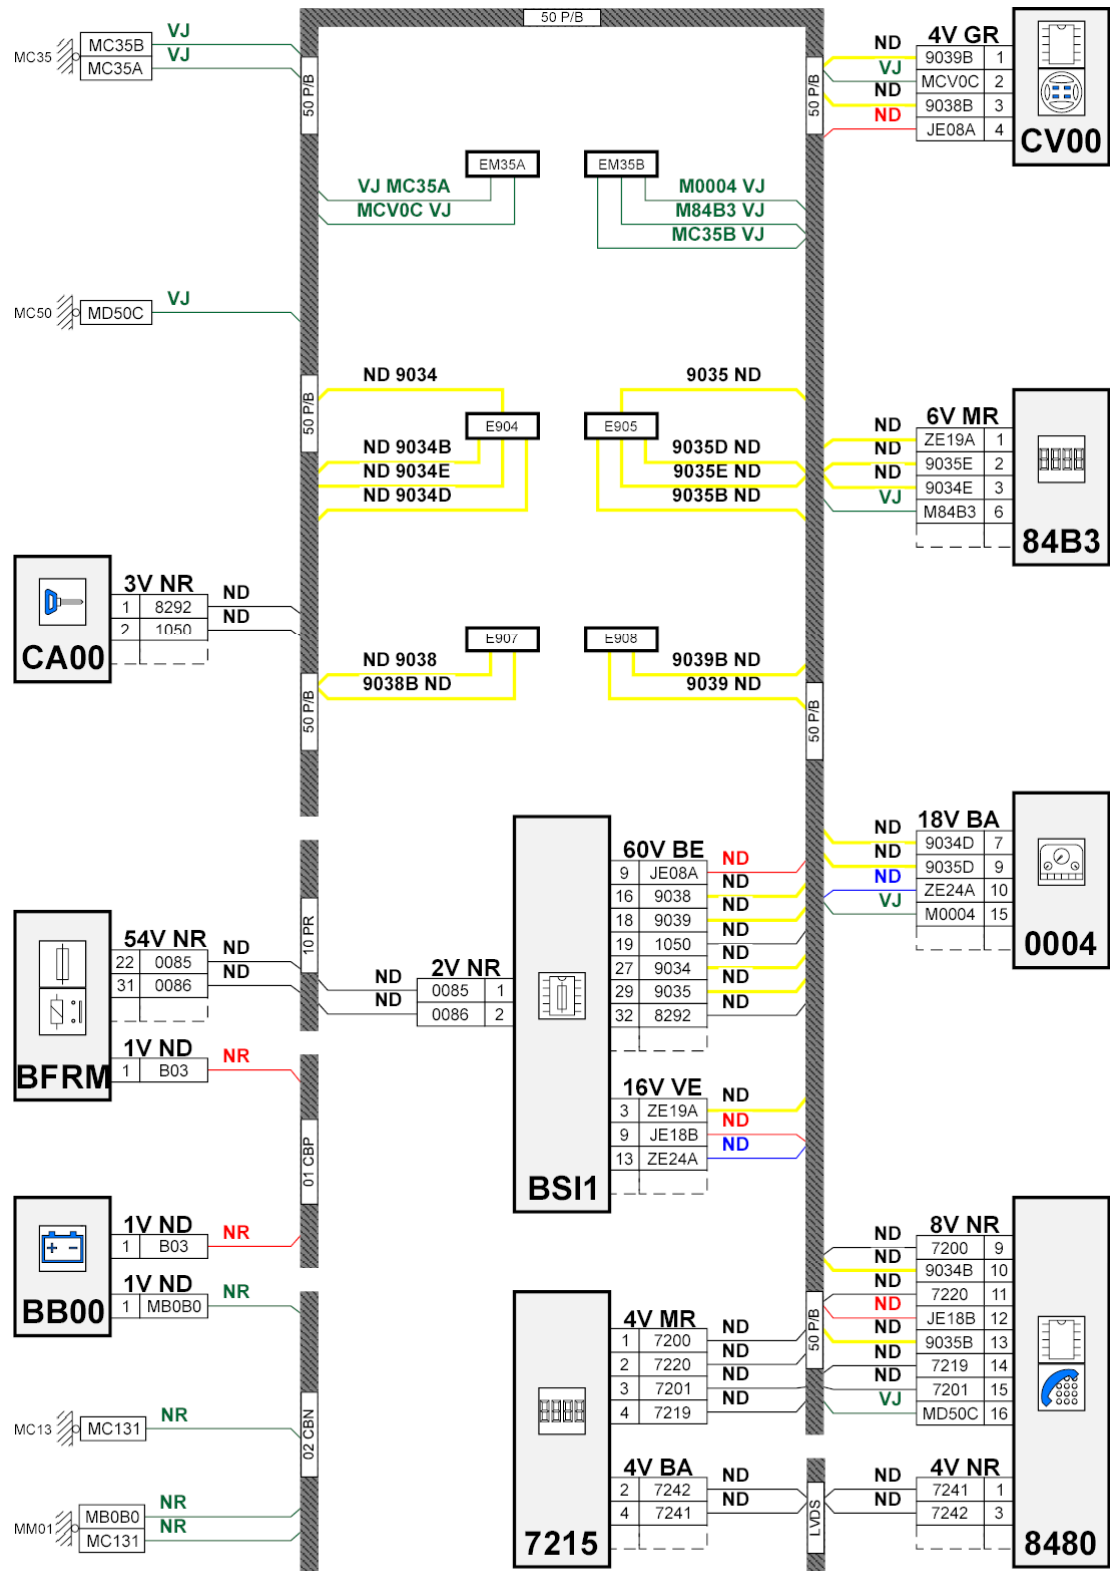 50 P/B
MC35
MC35B
VJ
MC35A
VJ
50 P/B
50 P/B
4V GR
ND
9039B 1
VJ
MCV0C 2
ND
9038B 3
ND
JE08A 4
CV00
EM35A
VJ MC35A
MCV0C VJ
EM35B
M0004 VJ
M84B3 VJ
MC35B VJ
MC50
MD50C
VJ
50 P/B
ND 9034
E904
ND 9034B
ND 9034E
ND 9034D
9035 ND
E905
9035D ND
9035E ND
9035B ND
6V MR
ND
ZE19A 1
ND
9035E 2
ND
9034E 3
VJ
M84B3 6
84B3
3V NR
1 8292 ND
2 1050 ND
CA00
E907
ND 9038
9038B ND
E908
9039B ND
9039 ND
50 P/B
50 P/B
18V BA
ND
9034D 7
ND
9035D 9
ND
ZE24A 10
VJ
M0004 15
0004
10 PR
54V NR
22 0085 ND
31 0086 ND
1V ND
1 B03 NR
BFRM
2V NR
ND 0085 1
ND 0086 2
60V BE
9 JE08A ND
16 9038 ND
18 9039 ND
19 1050 ND
27 9034 ND
29 9035 ND
32 8292 ND
16V VE
3 ZE19A ND
9 JE18B ND
13 ZE24A ND
BSI1
01 CBP
1V ND
1 B03 NR
1V ND
1 MB0B0 NR
BB00
8V NR
ND 7200 9
ND 9034B 10
ND 7220 11
ND JE18B 12
ND 9035B 13
ND 7219 14
ND 7201 15
VJ MD50C 16
50 P/B
4V MR
1 7200 ND
2 7220 ND
3 7201 ND
4 7219 ND
MC13
MC131
NR
02 CBN
4V BA
2 7242 ND
4 7241 ND
7215
LVDS
4V NR
ND 7241 1
ND 7242 3
8480
MM01
MB0B0
NR
MC131
NR